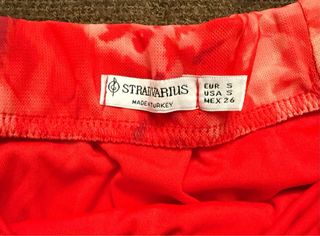 STRADIVARIUS
MADE IN TURKEY
EUR S
USA S
MEX 26